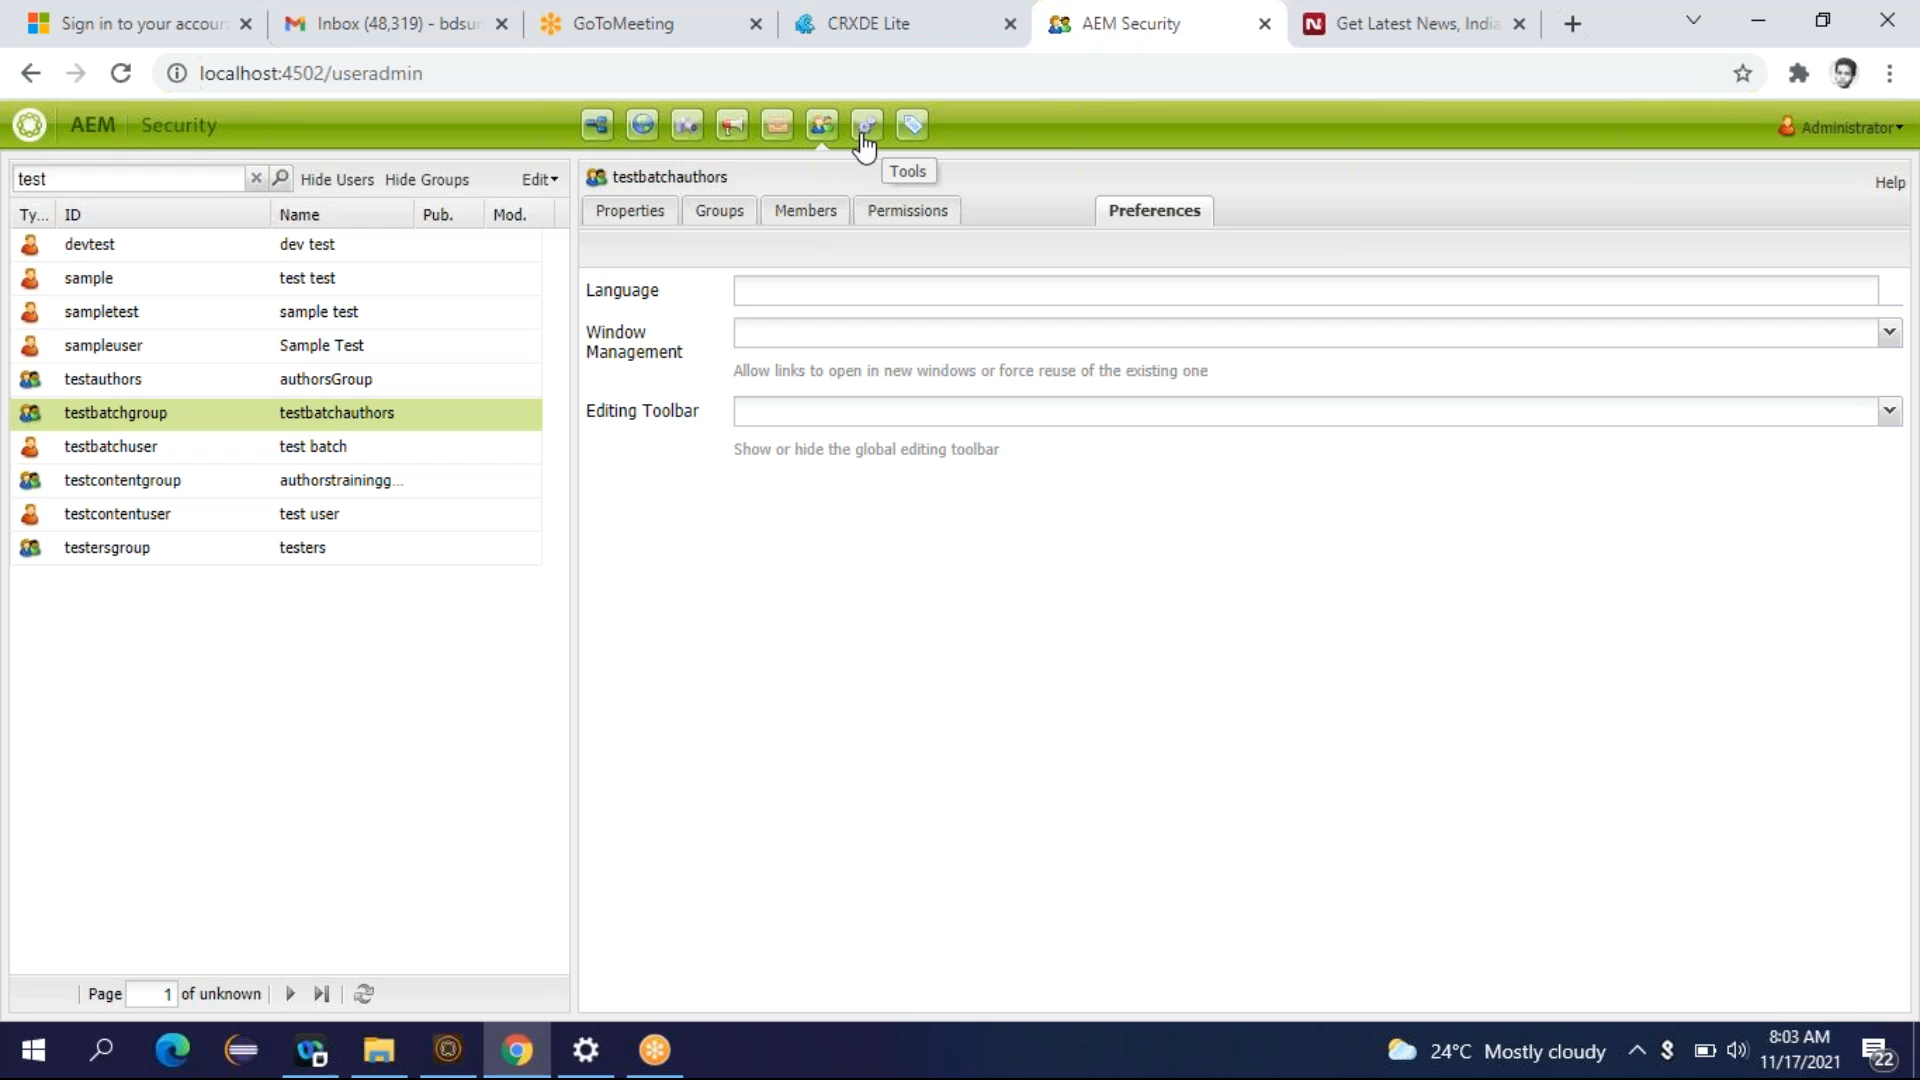 Sign in to your accoun
Inbox (48,319) - bdsur
GoToMeeting
CRXDE Lite
AEM Security
Get Latest News, India
localhost:4502/useradmin
AEM Security
Administrator
Tools
test
Hide Users Hide Groups Edit
testbatchauthors
Help
Properties Groups Members Permissions Preferences
Ty... ID Name Pub. Mod.
devtest dev test
sample test test
sampletest sample test
sampleuser Sample Test
testauthors authorsGroup
testbatchgroup testbatchauthors
testbatchuser test batch
testcontentgroup authorstrainingg...
testcontentuser test user
testersgroup testers
Language
Window
Management
Allow links to open in new windows or force reuse of the existing one
Editing Toolbar
Show or hide the global editing toolbar
Page 1 of unknown
24°C Mostly cloudy
8:03 AM
11/17/2021
22